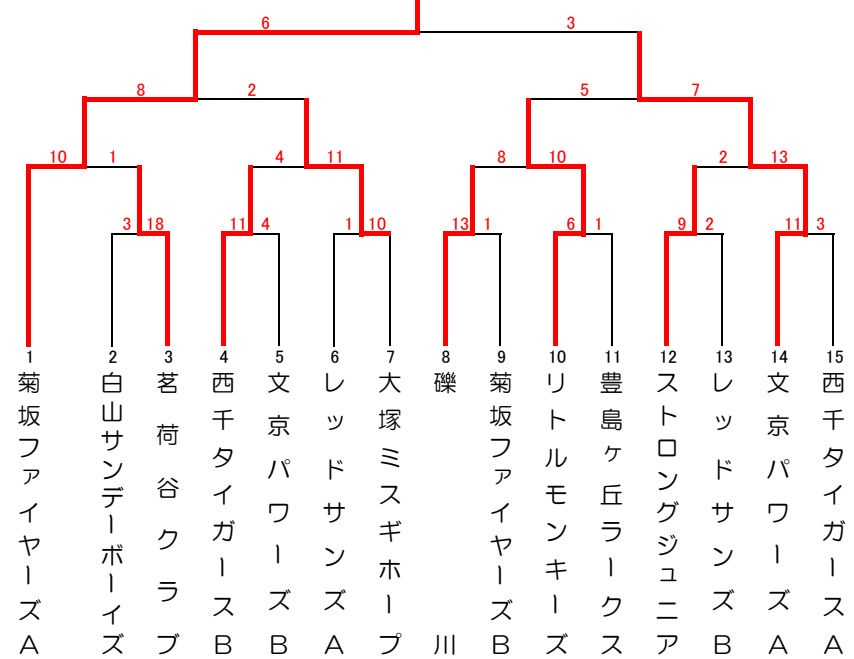 6 3
8 2 5 7
10 1 4 11 8 10 2 13
3 18 11 4 1 10 13 1 6 1 9 2 11 3
1 2 3 4 5 6 7 8 9 10 11 12 13 14 15
菊坂ファイヤーズA
白山サンデーボーイズ
茗荷谷クラブ
西千タイガースB
文京パワーズB
レッドサンズA
大塚ミスギホープ
礫川
菊坂ファイヤーズB
リトルモンキーズ
豊島ヶ丘ラークス
ストロングジュニア
レッドサンズB
文京パワーズA
西千タイガースA